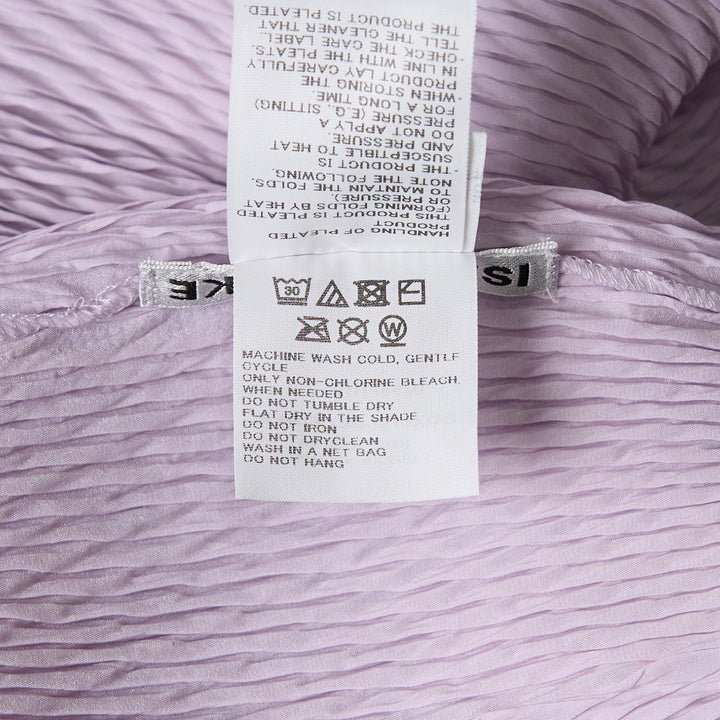 HANDLING OF PLEATED
PRODUCT
THIS PRODUCT IS PLEATED
(FORMING FOLDS BY HEAT
TO MAINTAIN THE FOLDS.
NOTE THE FOLLOWING.
· THE PRODUCT IS
SUSCEPTIBLE TO HEAT
AND PRESSURE
DO NOT APPLY A
PRESSURE (E.G., SITTING)
FOR A LONG TIME.
· WHEN STORING THE
PRODUCT LAY CAREFULLY
IN LINE WITH THE PLEATS.
· CHECK THE CARE LABEL.
TELL THE CLEANER THAT
THE PRODUCT IS PLEATED.
IS
KE
30
W
MACHINE WASH COLD, GENTLE
CYCLE
ONLY NON-CHLORINE BLEACH,
WHEN NEEDED
DO NOT TUMBLE DRY
FLAT DRY IN THE SHADE
DO NOT IRON
DO NOT DRYCLEAN
WASH IN A NET BAG
DO NOT HANG